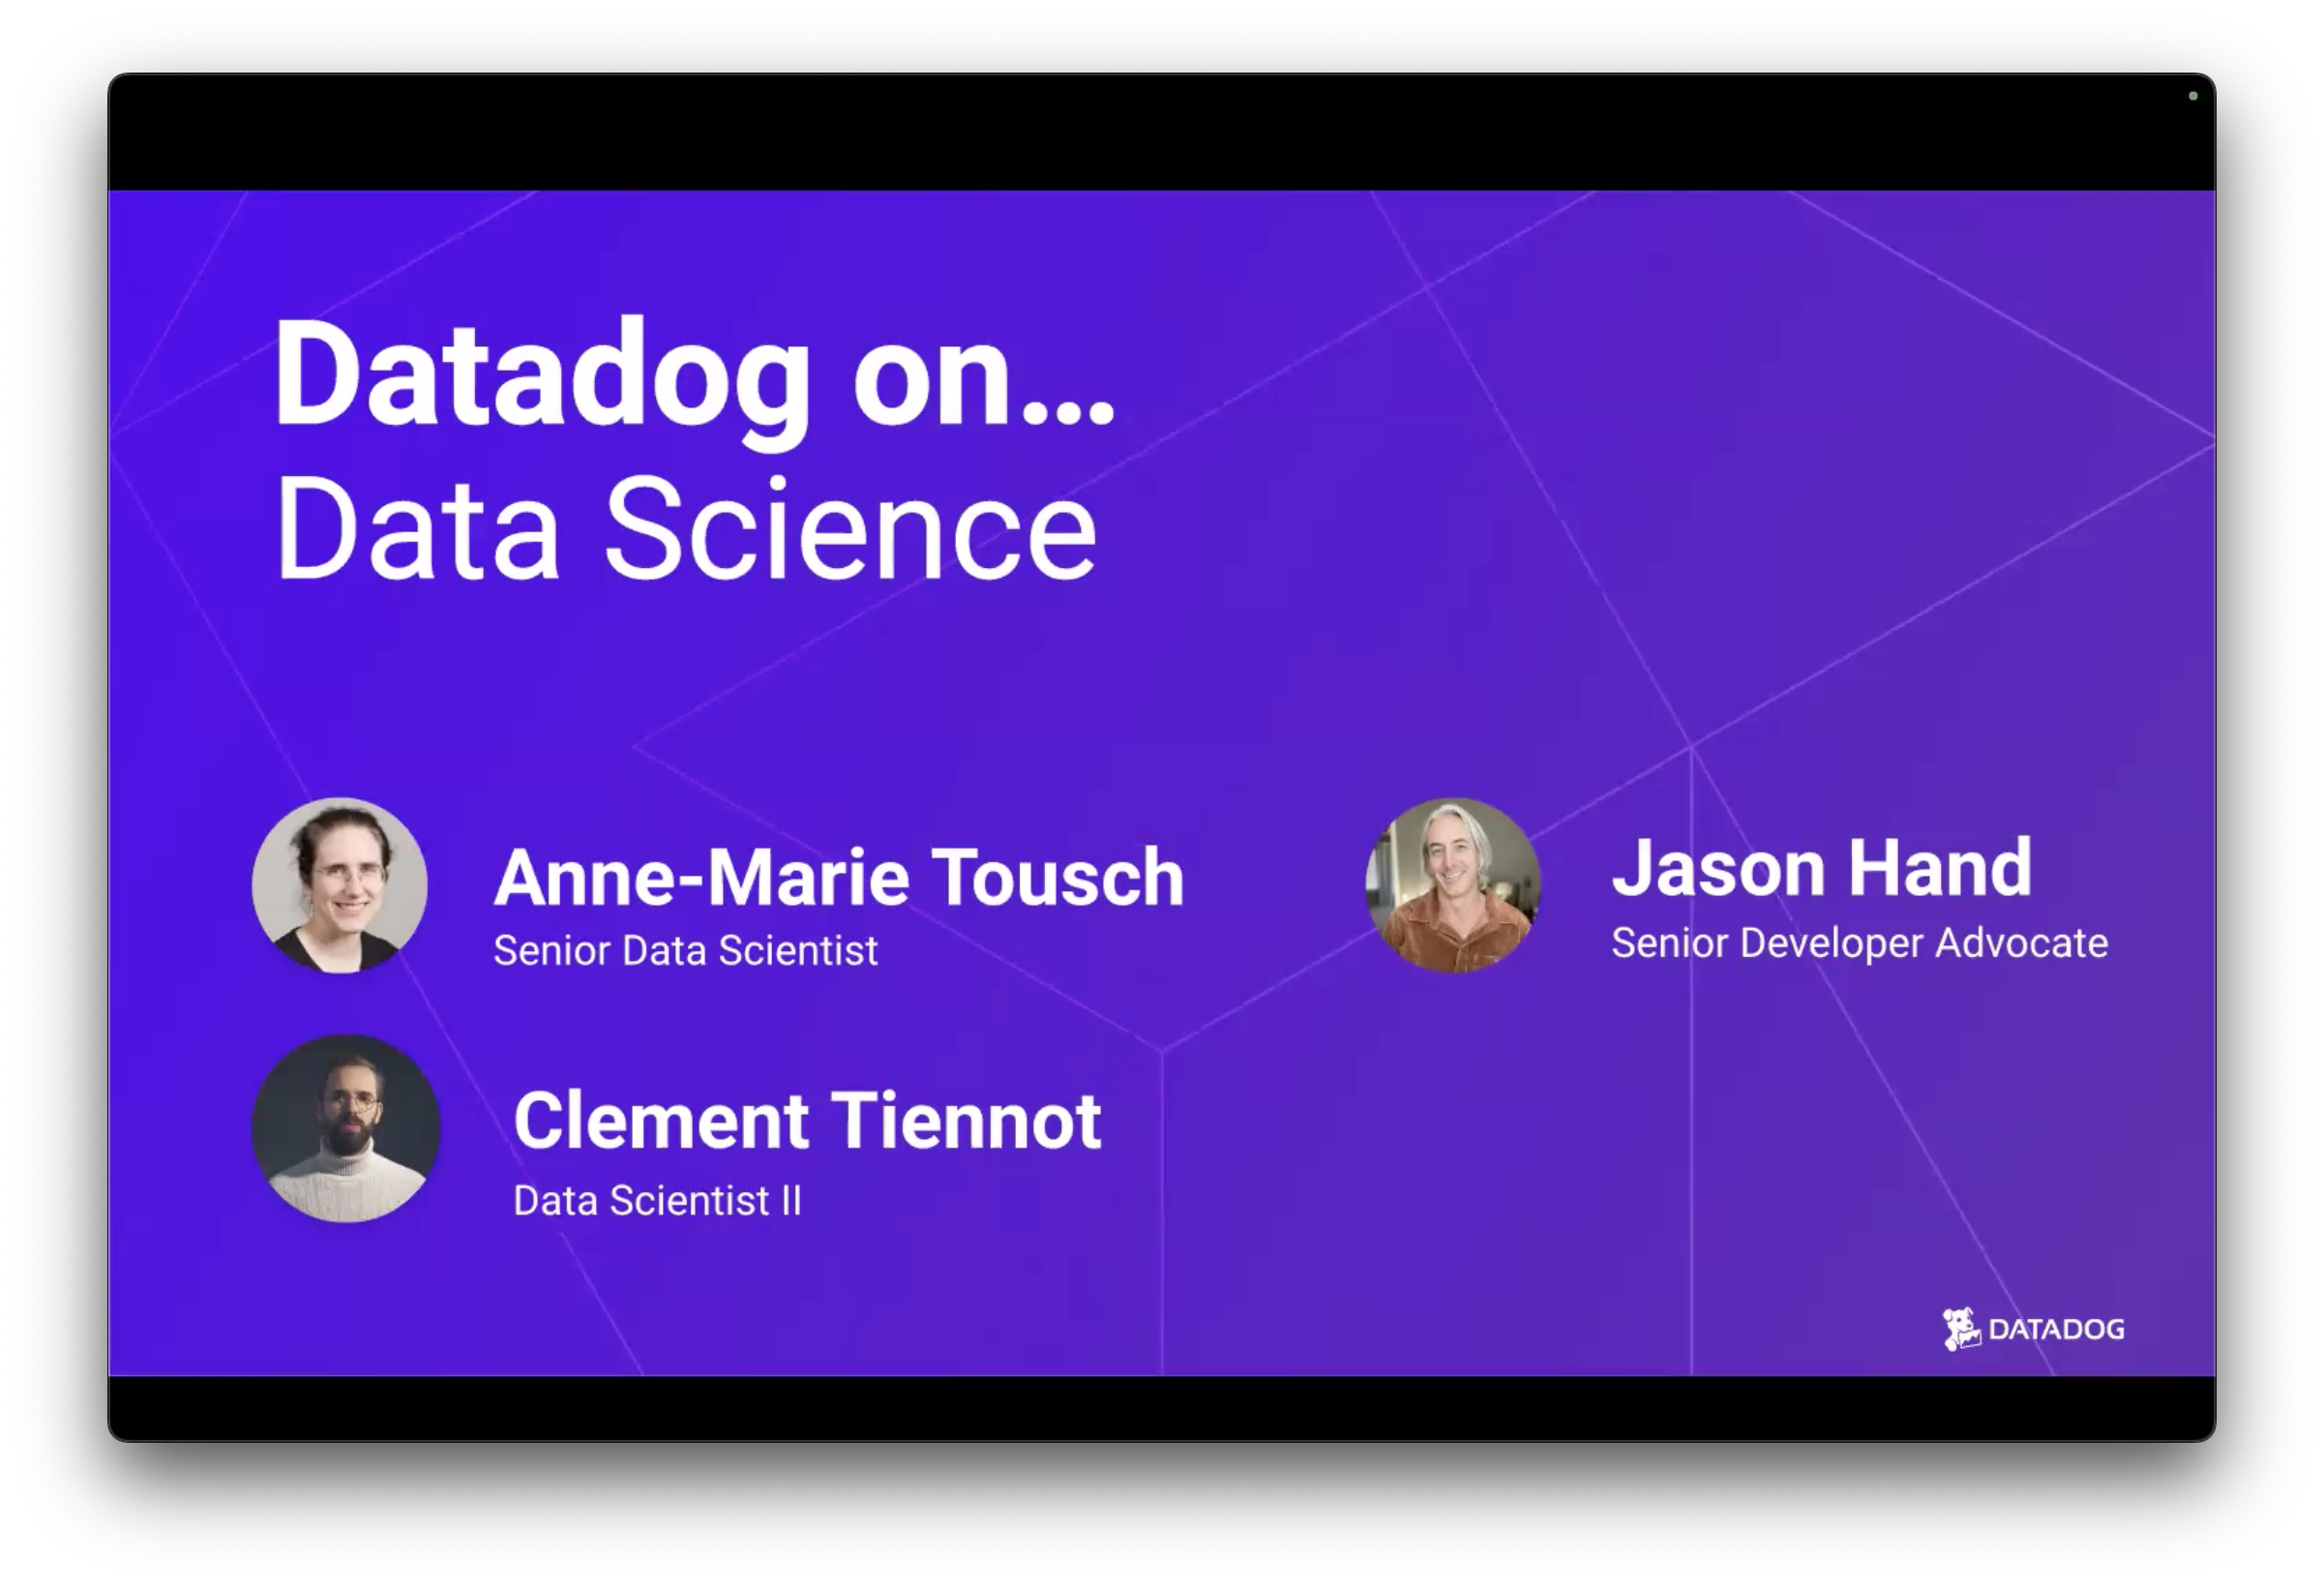 Datadog on...
Data Science
Anne-Marie Tousch
Senior Data Scientist
Jason Hand
Senior Developer Advocate
Clement Tiennot
Data Scientist II
DATADOG